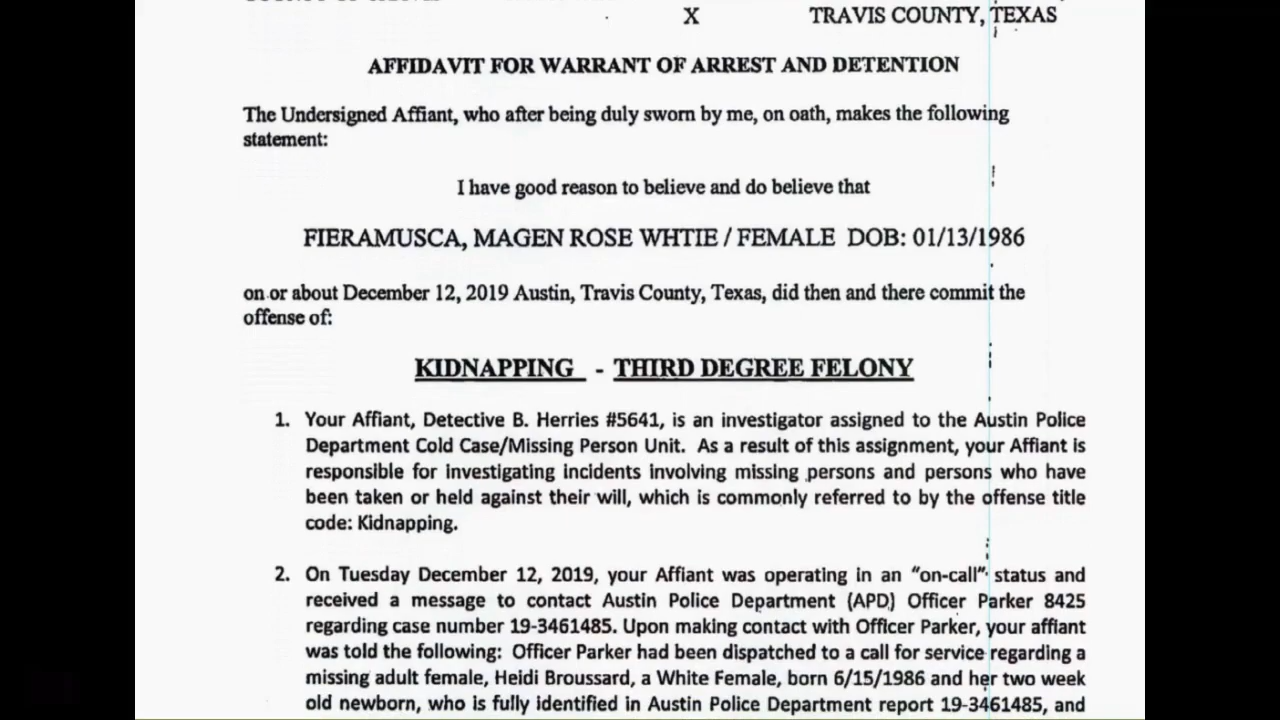 X TRAVIS COUNTY, TEXAS
AFFIDAVIT FOR WARRANT OF ARREST AND DETENTION
The Undersigned Affiant, who after being duly sworn by me, on oath, makes the following
statement:
I have good reason to believe and do believe that
FIERAMUSCA, MAGEN ROSE WHTIE / FEMALE DOB: 01/13/1986
on or about December 12, 2019 Austin, Travis County, Texas, did then and there commit the
offense of:
KIDNAPPING - THIRD DEGREE FELONY
1. Your Affiant, Detective B. Herries #5641, is an investigator assigned to the Austin Police
Department Cold Case/Missing Person Unit. As a result of this assignment, your Affiant is
responsible for investigating incidents involving missing persons and persons who have
been taken or held against their will, which is commonly referred to by the offense title
code: Kidnapping.
2. On Tuesday December 12, 2019, your Affiant was operating in an “on-call” status and
received a message to contact Austin Police Department (APD) Officer Parker 8425
regarding case number 19-3461485. Upon making contact with Officer Parker, your affiant
was told the following: Officer Parker had been dispatched to a call for service regarding a
missing adult female, Heidi Broussard, a White Female, born 6/15/1986 and her two week
old newborn, who is fully identified in Austin Police Department report 19-3461485, and